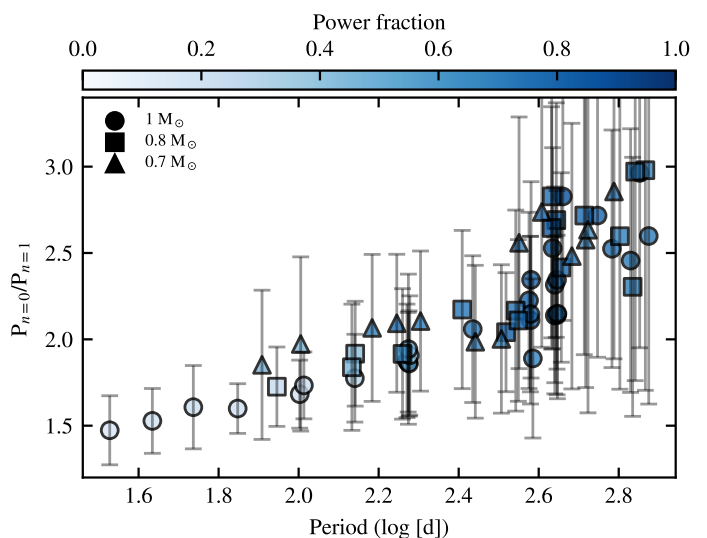 Power fraction
0.0 0.2 0.4 0.6 0.8 1.0
1 M⊙
0.8 M⊙
0.7 M⊙
3.0
2.5
2.0
1.5
P_{n=0}/P_{n=1}
1.6 1.8 2.0 2.2 2.4 2.6 2.8
Period (log [d])